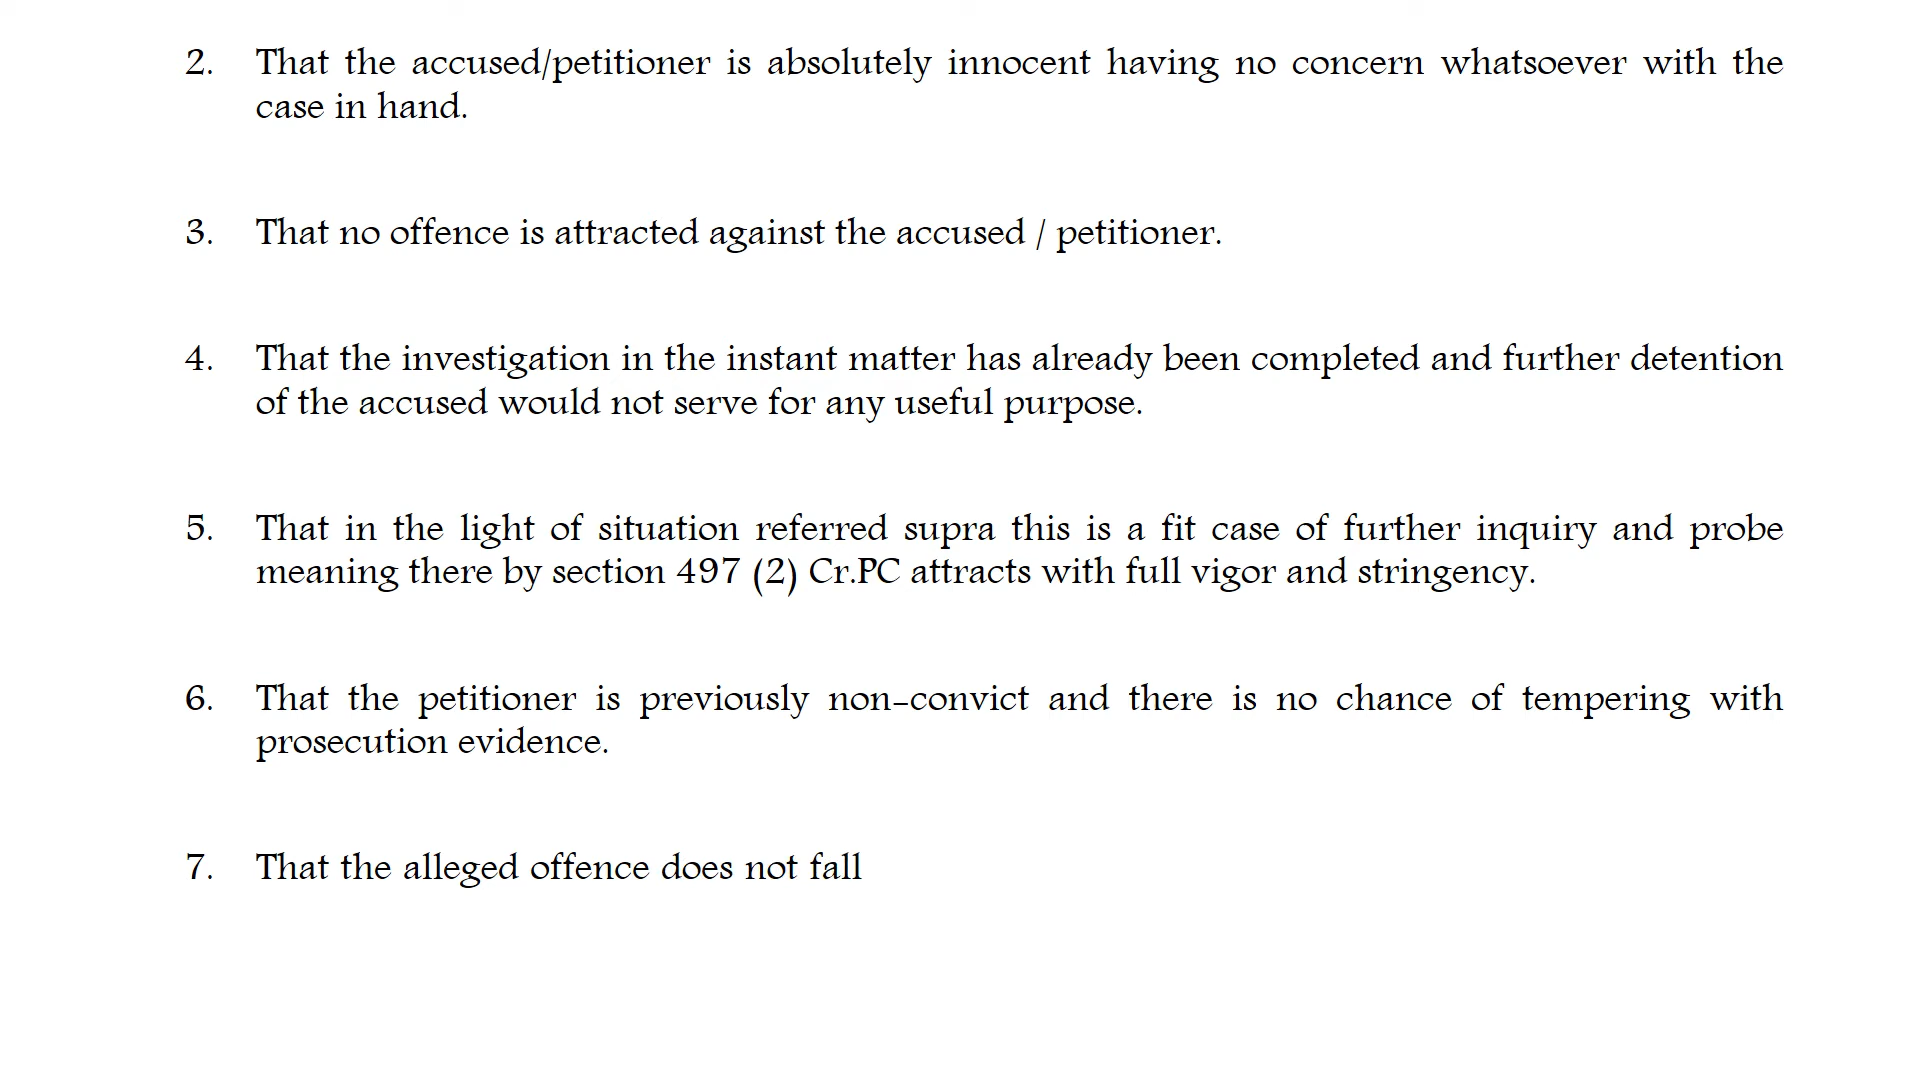 2. That the accused/petitioner is absolutely innocent having no concern whatsoever with the
case in hand.
3. That no offence is attracted against the accused / petitioner.
4. That the investigation in the instant matter has already been completed and further detention
of the accused would not serve for any useful purpose.
5. That in the light of situation referred supra this is a fit case of further inquiry and probe
meaning there by section 497 (2) Cr.PC attracts with full vigor and stringency.
6. That the petitioner is previously non-convict and there is no chance of tempering with
prosecution evidence.
7. That the alleged offence does not fall